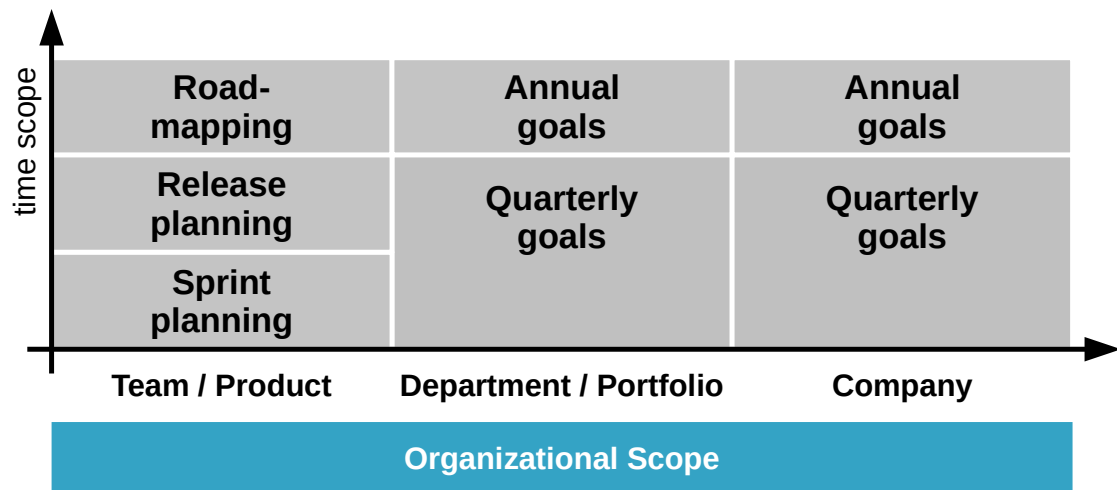 time scope
Road-
mapping
Annual
goals
Annual
goals
Release
planning
Quarterly
goals
Quarterly
goals
Sprint
planning
Team / Product
Department / Portfolio
Company
Organizational Scope